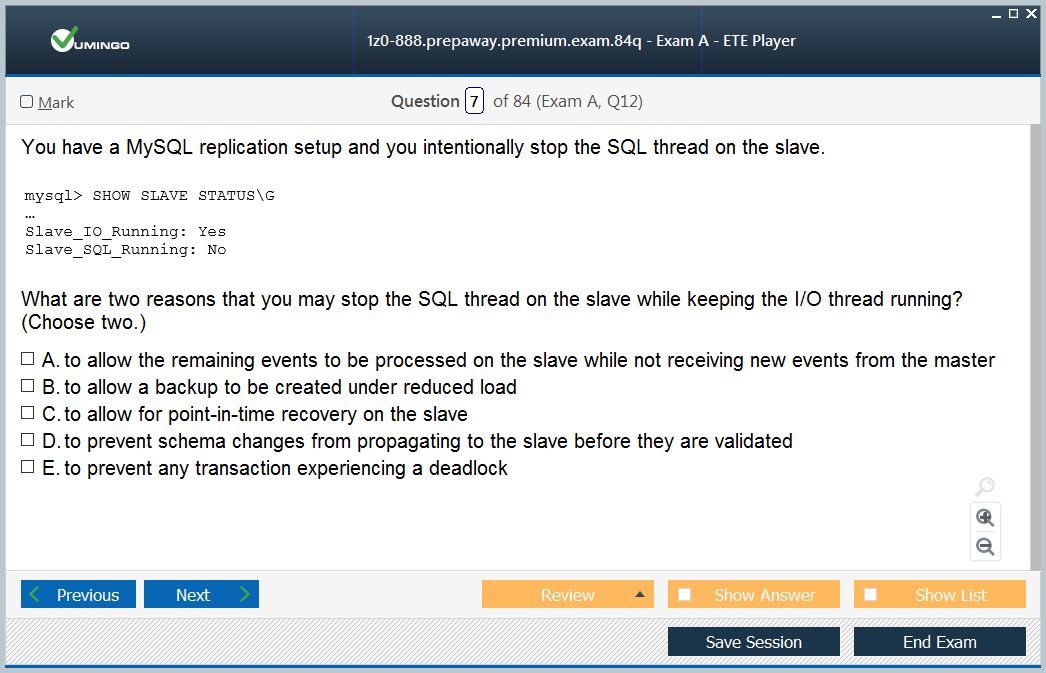 VUMINGO
1z0-888.prepaway.premium.exam.84q - Exam A - ETE Player
Mark
Question 7 of 84 (Exam A, Q12)
You have a MySQL replication setup and you intentionally stop the SQL thread on the slave.
mysql> SHOW SLAVE STATUS\G
…
Slave_IO_Running: Yes
Slave_SQL_Running: No
What are two reasons that you may stop the SQL thread on the slave while keeping the I/O thread running?
(Choose two.)
A. to allow the remaining events to be processed on the slave while not receiving new events from the master
B. to allow a backup to be created under reduced load
C. to allow for point-in-time recovery on the slave
D. to prevent schema changes from propagating to the slave before they are validated
E. to prevent any transaction experiencing a deadlock
Previous
Next
Review
Show Answer
Show List
Save Session
End Exam